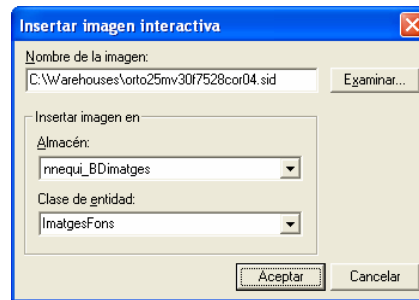 Insertar imagen interactiva
Nombre de la imagen:
C:\Warehouses\orto25mv30f7528cor04.sid
Examinar...
Insertar imagen en
Almacén:
nnequi_BDimatges
Clase de entidad:
ImatgesFons
Aceptar
Cancelar